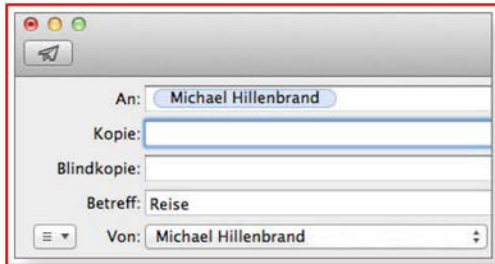 An: Michael Hillenbrand
Kopie:
Blindkopie:
Betreff: Reise
Von: Michael Hillenbrand